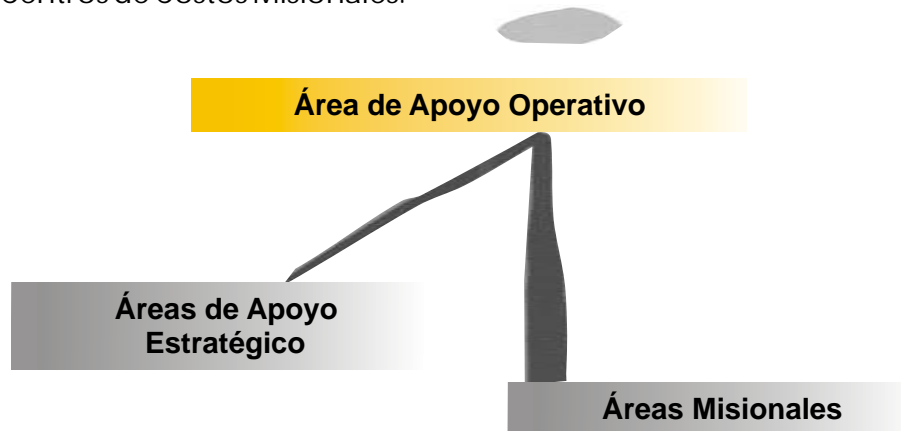 Área de Apoyo Operativo
Áreas de Apoyo
Estratégico
Áreas Misionales